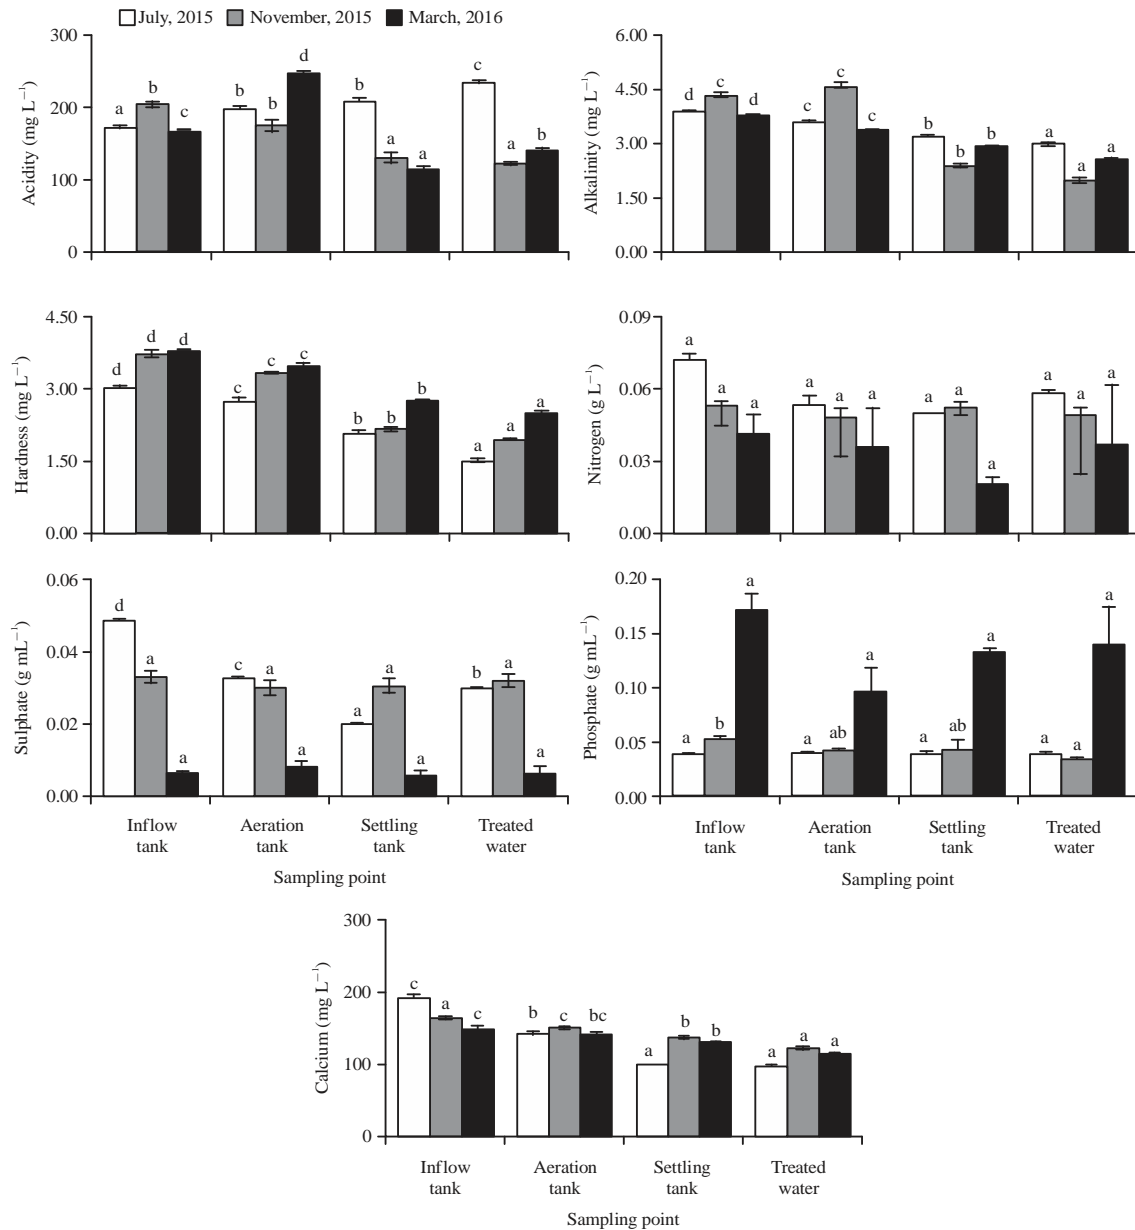 July, 2015 November, 2015 March, 2016
300
200
100
0
Acidity (mg L⁻¹)
a b c b b d b a a c a b
6.00
4.50
3.00
1.50
0.00
Alkalinity (mg L⁻¹)
d c d c c c b b b a a a
4.50
3.00
1.50
0.00
Hardness (mg L⁻¹)
d d d c c c b b b a a a
0.09
0.06
0.03
0.00
Nitrogen (g L⁻¹)
a a a a a a a a a a a a
0.06
0.04
0.02
0.00
Sulphate (g mL⁻¹)
d a a c a a a a a b a a
Inflow tank
Aeration tank
Settling tank
Treated water
Sampling point
0.20
0.15
0.10
0.05
0.00
Phosphate (g mL⁻¹)
a b a a ab a a ab a a a a
Inflow tank
Aeration tank
Settling tank
Treated water
Sampling point
300
200
100
0
Calcium (mg L⁻¹)
c a c b c bc a b b a a a
Inflow tank
Aeration tank
Settling tank
Treated water
Sampling point